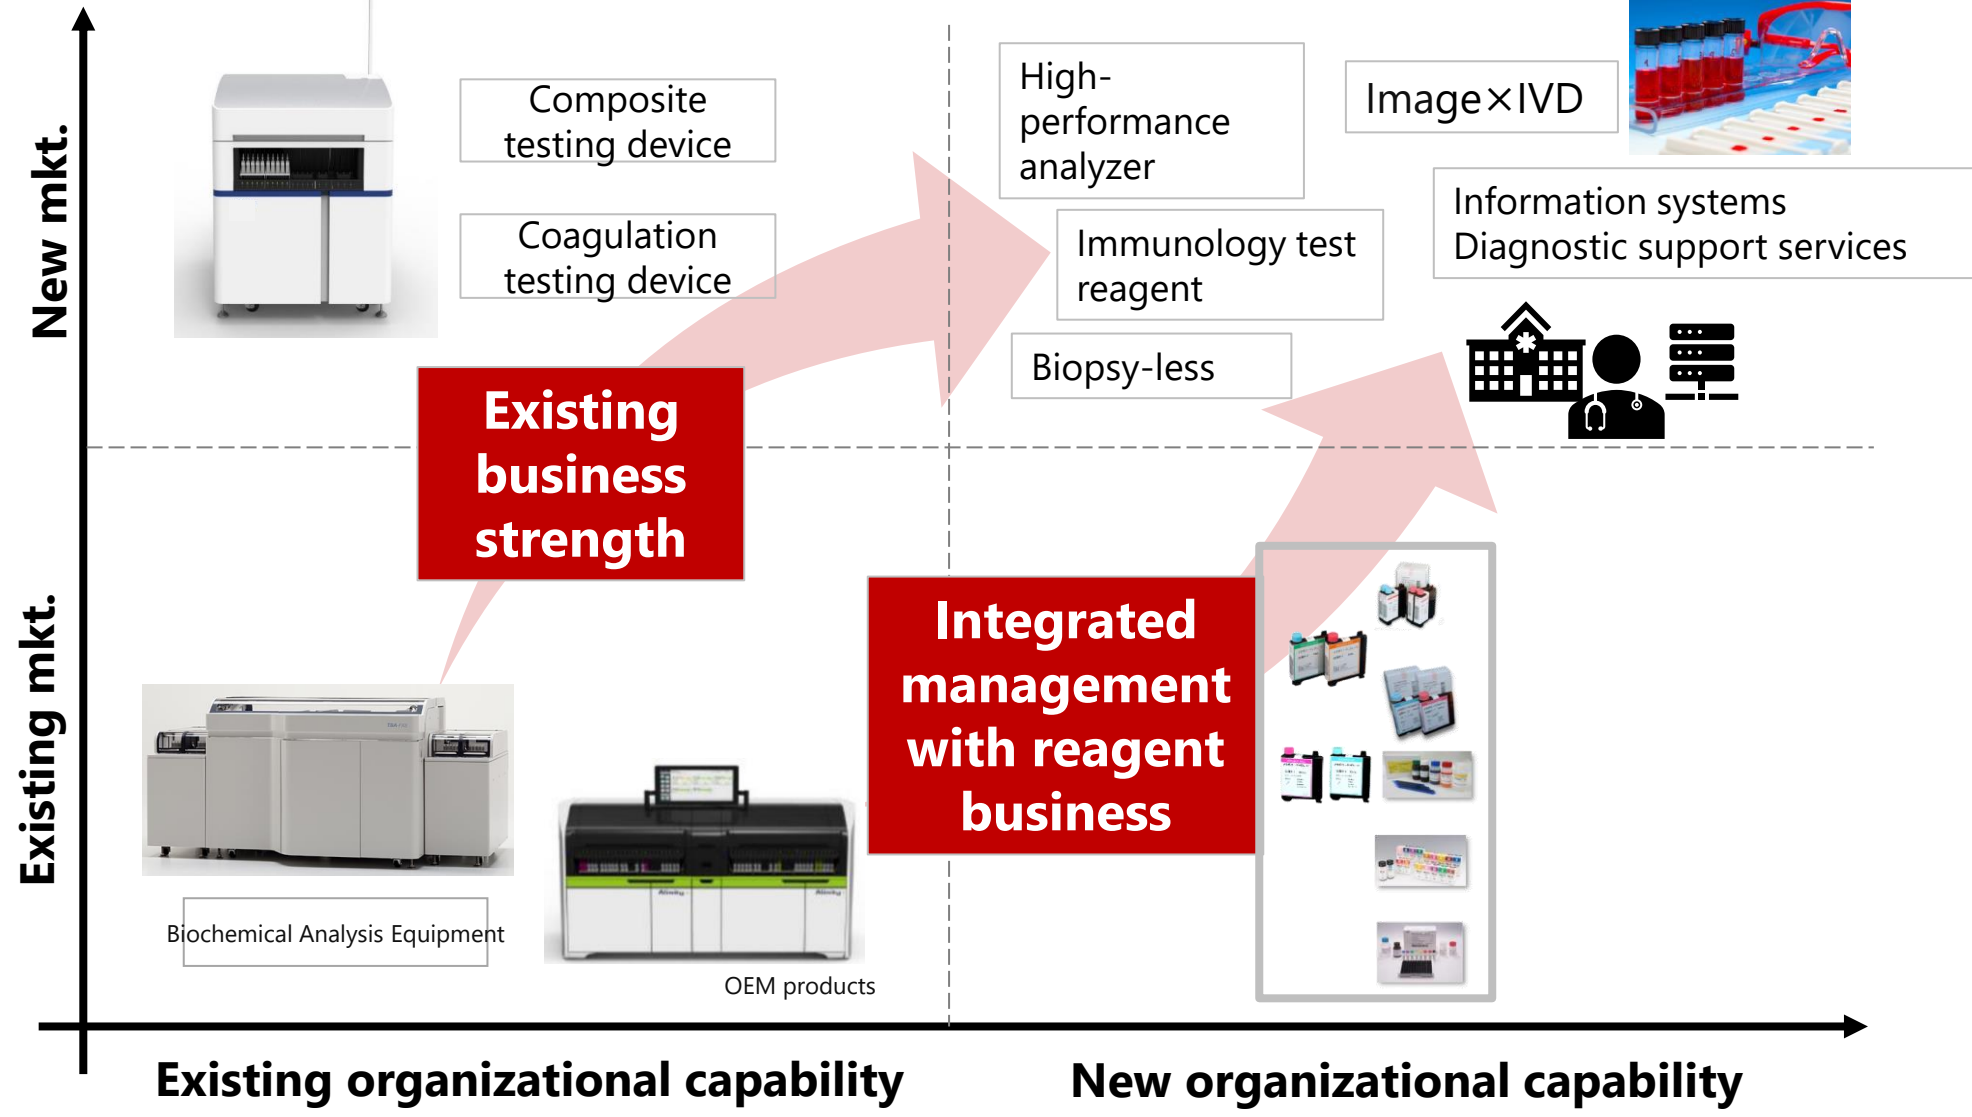 New mkt.
Existing mkt.
Composite
testing device
Coagulation
testing device
High-
performance
analyzer
Image×IVD
Information systems
Diagnostic support services
Immunology test
reagent
Biopsy-less
Existing
business
strength
Integrated
management
with reagent
business
Biochemical Analysis Equipment
Alinity
Alinity
OEM products
Existing organizational capability
New organizational capability